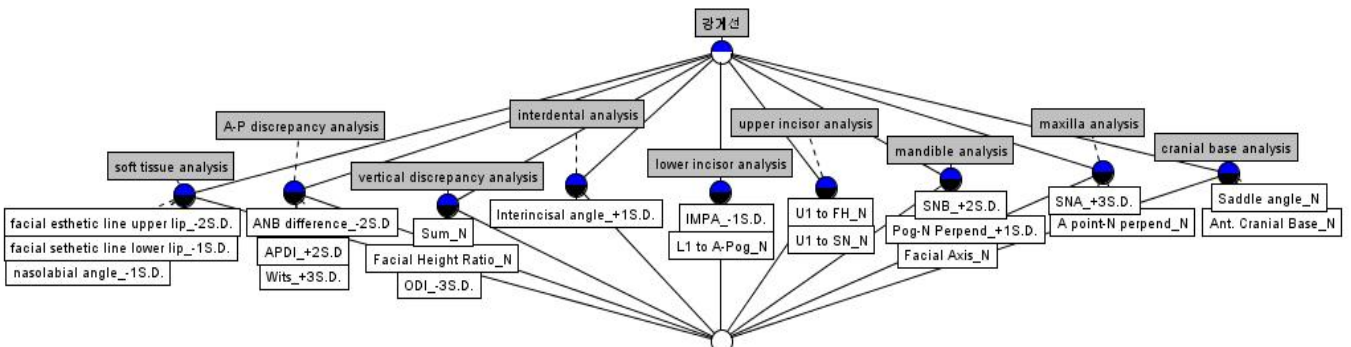 강계선
interdental analysis
A-P discrepancy analysis
upper incisor analysis
maxilla analysis
soft tissue analysis
vertical discrepancy analysis
lower incisor analysis
mandible analysis
cranial base analysis
facial esthetic line upper lip_-2S.D.
facial sethetic line lower lip_-1S.D.
nasolabial angle_-1S.D.
ANB difference_-2S.D
APDI_+2S.D
Wits_+3S.D.
Sum_N
Facial Height Ratio_N
ODI_-3S.D.
Interincisal angle_+1S.D.
IMPA_-1S.D.
L1 to A-Pog_N
U1 to FH_N
U1 to SN_N
SNB_+2S.D.
Pog-N Perpend_+1S.D.
Facial Axis_N
SNA_+3S.D.
A point-N perpend_N
Saddle angle_N
Ant. Cranial Base_N